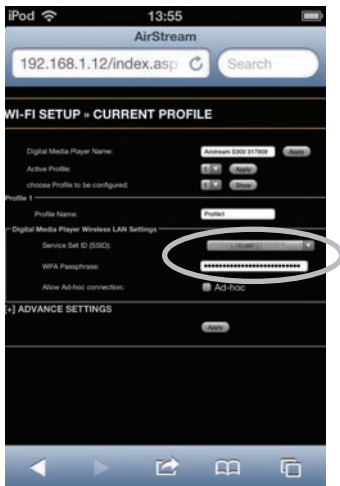 iPod 13:55
AirStream
192.168.1.12/index.asp Search
WI-FI SETUP » CURRENT PROFILE
Digital Media Player Name: Airstream S300 317909 Apply
Active Profile: 1 Apply
choose Profile to be configured: 1 Show
Profile 1
Profile Name: Profile1
Digital Media Player Wireless LAN Settings
Service Set ID (SSID):
WPA Passphrase: ••••••••••••••••••••••••••
Allow Ad-hoc connection: Ad-hoc
[+] ADVANCE SETTINGS
Apply